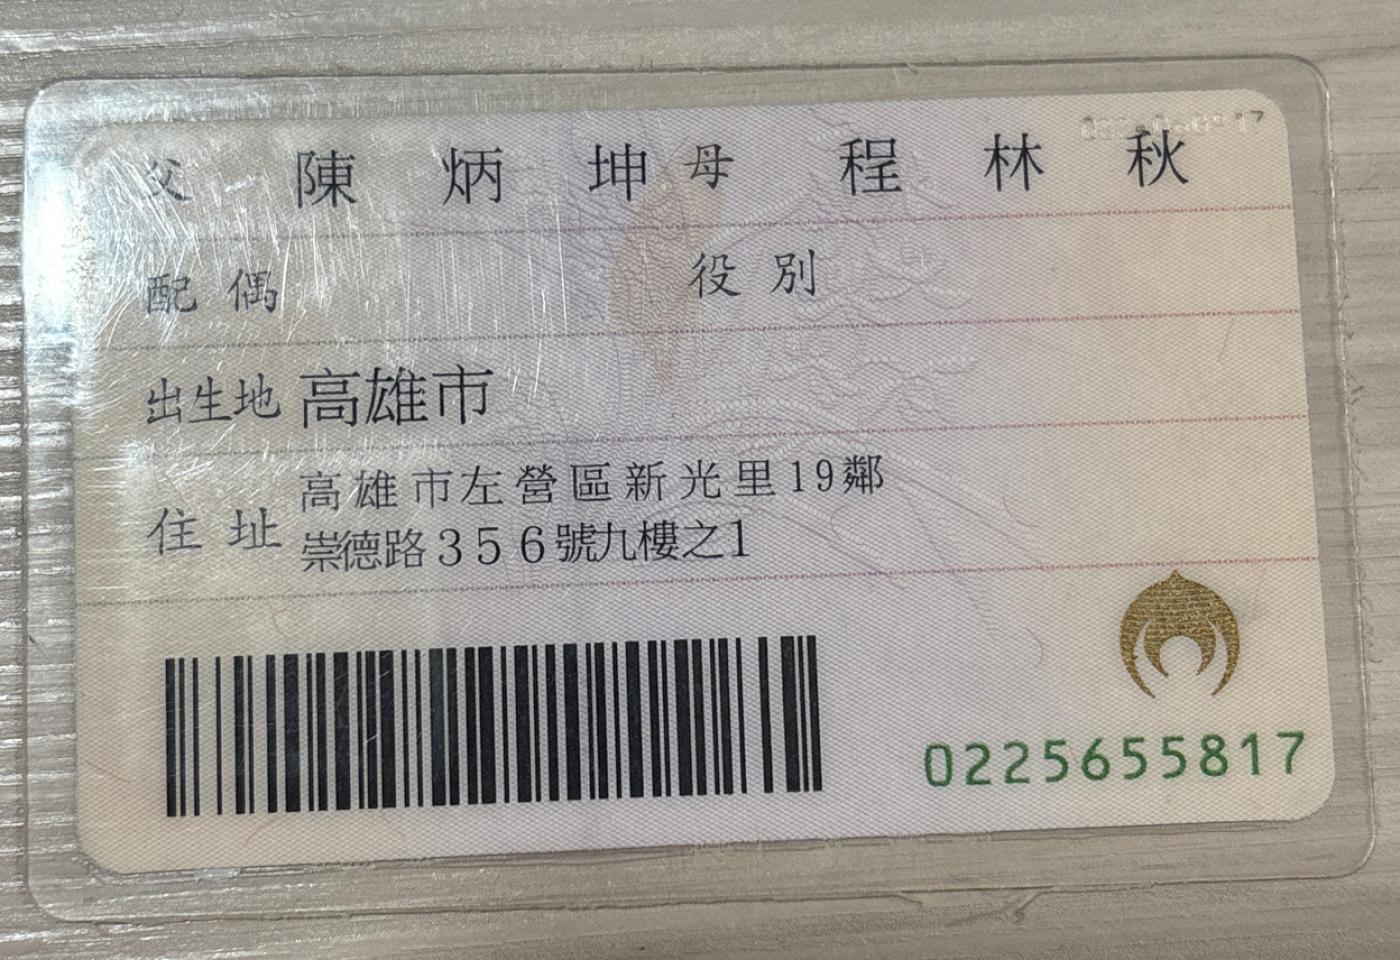 父 陳炳坤 母 程林秋
配偶 役別
出生地 高雄市
住址 高雄市左營區新光里19鄰
崇德路356號九樓之1
0225655817